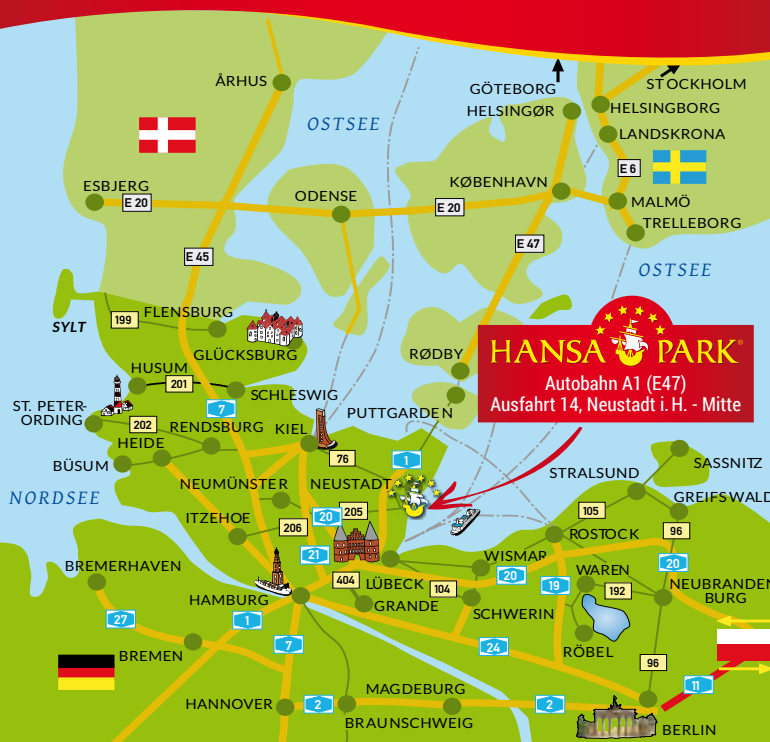 ÅRHUS
OSTSEE
GÖTEBORG
HELSINGØR
STOCKHOLM
HELSINGBORG
LANDSKRONA
E 6
ESBJERG
E 20
ODENSE
E 20
KØBENHAVN
MALMÖ
TRELLEBORG
E 45
E 47
OSTSEE
SYLT
199
FLENSBURG
GLÜCKSBURG
HANSA PARK
Autobahn A1 (E47)
Ausfahrt 14, Neustadt i. H. - Mitte
RØDBY
HUSUM
201
SCHLESWIG
7
PUTTGARDEN
ST. PETER-
ORDING
202
RENDSBURG
KIEL
HEIDE
76
1
BÜSUM
NORDSEE
NEUMÜNSTER
NEUSTADT
STRALSUND
SASSNITZ
GREIFSWALD
ITZEHOE
206
20
205
105
ROSTOCK
96
21
BREMERHAVEN
WISMAR
20
19
WAREN
20
404
LÜBECK
104
192
NEUBRANDEN
BURG
HAMBURG
GRANDE
SCHWERIN
27
1
7
24
RÖBEL
BREMEN
96
11
HANNOVER
2
MAGDEBURG
2
BRAUNSCHWEIG
BERLIN